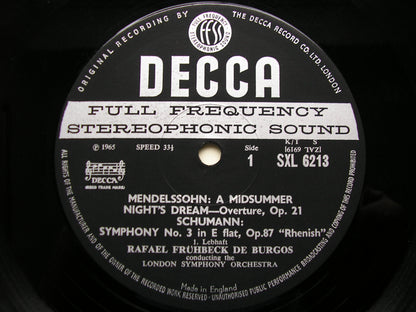 ORIGINAL RECORDING BY THE DECCA RECORD CO. LTD. LONDON
FULL FREQUENCY
ffss
STEREOPHONIC SOUND
DECCA
FULL FREQUENCY
STEREOPHONIC SOUND
K/T S
℗ 1965 SPEED 33⅓ Side 1 (6169 TVZ)
SXL 6213
DECCA
MENDELSSOHN: A MIDSUMMER
NIGHT'S DREAM—Overture, Op. 21
SCHUMANN:
SYMPHONY No. 3 in E flat, Op.87 "Rhenish"
1. Lebhaft
RAFAEL FRÜHBECK DE BURGOS
conducting the
LONDON SYMPHONY ORCHESTRA
Made in England
ALL RIGHTS OF THE MANUFACTURER AND OF THE OWNER OF THE RECORDED WORK RESERVED · UNAUTHORISED PUBLIC PERFORMANCE BROADCASTING AND COPYING OF THIS RECORD PROHIBITED